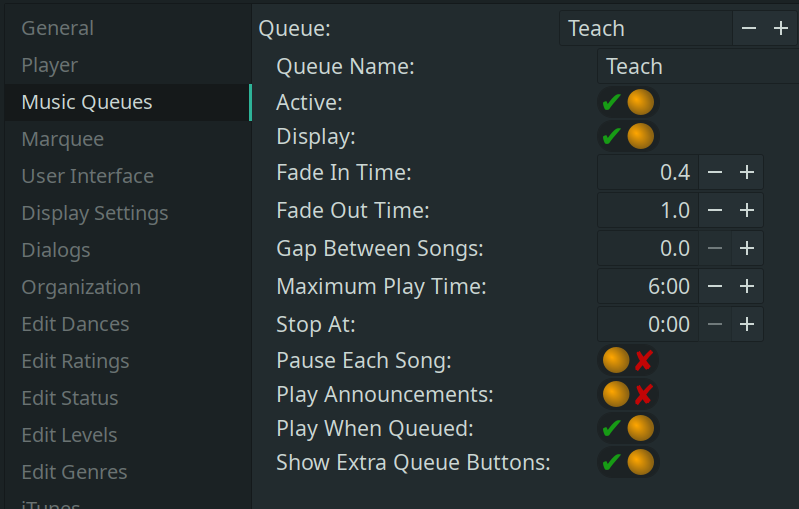 General
Player
Music Queues
Marquee
User Interface
Display Settings
Dialogs
Organization
Edit Dances
Edit Ratings
Edit Status
Edit Levels
Edit Genres
iTunes
Queue: Teach − +
Queue Name: Teach
Active: ✔
Display: ✔
Fade In Time: 0.4 − +
Fade Out Time: 1.0 − +
Gap Between Songs: 0.0 − +
Maximum Play Time: 6:00 − +
Stop At: 0:00 − +
Pause Each Song: ✘
Play Announcements: ✘
Play When Queued: ✔
Show Extra Queue Buttons: ✔